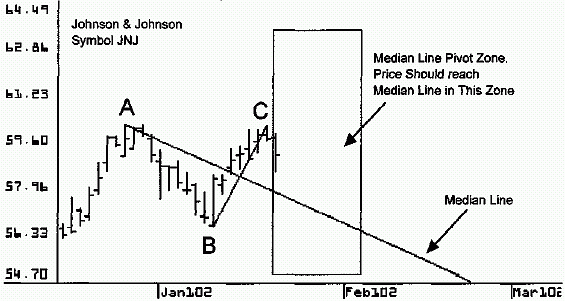 64.49
Johnson & Johnson
Symbol JNJ
62.86
Median Line Pivot Zone.
Price Should reach
Median Line in This Zone
61.23
A
C
59.60
57.96
Median Line
B
56.33
54.70
Jan102
Feb102
Mar102